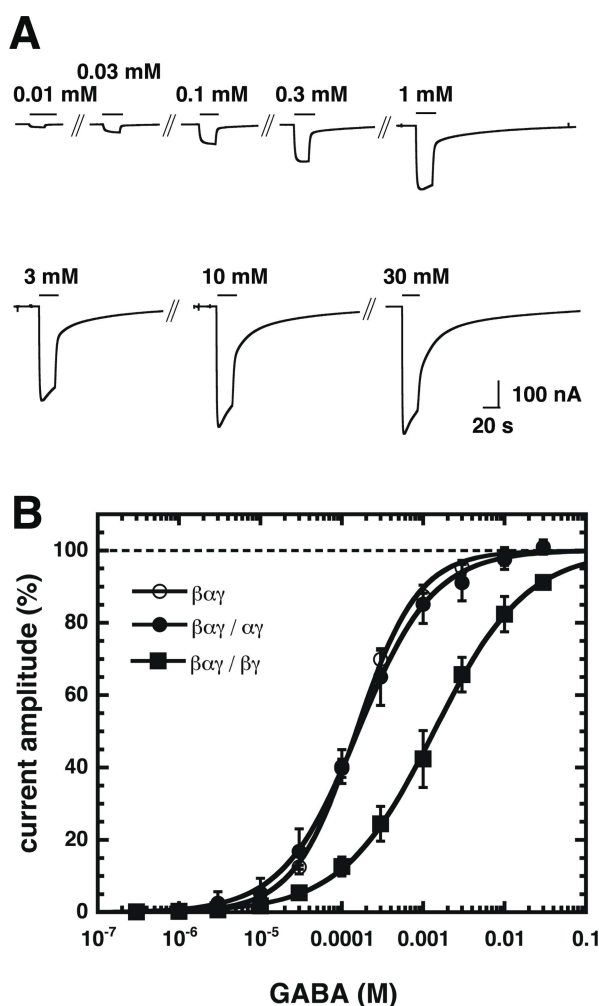 A
0.03 mM
0.01 mM 0.1 mM 0.3 mM 1 mM
// // // //
3 mM 10 mM 30 mM
// //
100 nA
20 s
B
100
80
60
40
20
0
current amplitude (%)
βαγ
βαγ / αγ
βαγ / βγ
10-7 10-6 10-5 0.0001 0.001 0.01 0.1
GABA (M)